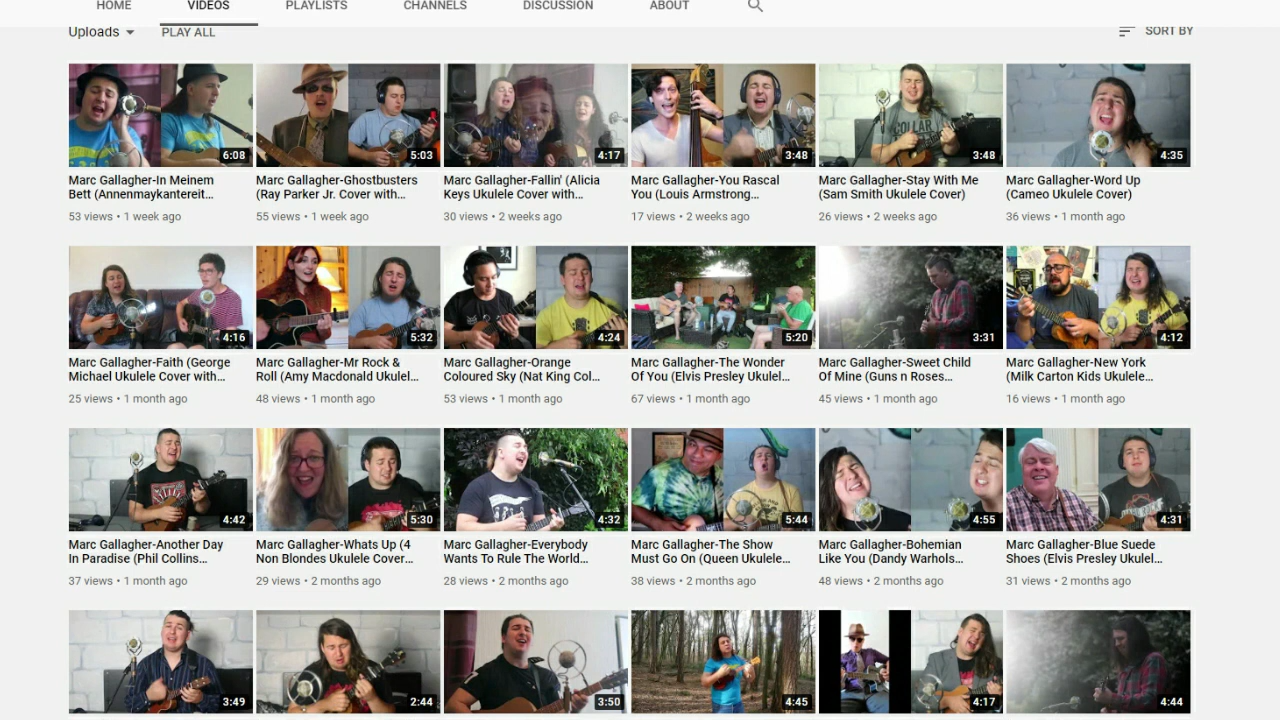 HOME VIDEOS PLAYLISTS CHANNELS DISCUSSION ABOUT
Uploads PLAY ALL SORT BY
6:08 5:03 4:17 3:48 3:48 4:35
Marc Gallagher-In Meinem Marc Gallagher-Ghostbusters Marc Gallagher-Fallin' (Alicia Marc Gallagher-You Rascal Marc Gallagher-Stay With Me Marc Gallagher-Word Up
Bett (Annenmaykantereit... (Ray Parker Jr. Cover with... Keys Ukulele Cover with... You (Louis Armstrong... (Sam Smith Ukulele Cover) (Cameo Ukulele Cover)
53 views • 1 week ago 55 views • 1 week ago 30 views • 2 weeks ago 17 views • 2 weeks ago 26 views • 2 weeks ago 36 views • 1 month ago
4:16 5:32 4:24 5:20 3:31 4:12
Marc Gallagher-Faith (George Marc Gallagher-Mr Rock & Marc Gallagher-Orange Marc Gallagher-The Wonder Marc Gallagher-Sweet Child Marc Gallagher-New York
Michael Ukulele Cover with... Roll (Amy Macdonald Ukulel... Coloured Sky (Nat King Col... Of You (Elvis Presley Ukulel... Of Mine (Guns n Roses... (Milk Carton Kids Ukulele...
25 views • 1 month ago 48 views • 1 month ago 53 views • 1 month ago 67 views • 1 month ago 45 views • 1 month ago 16 views • 1 month ago
4:42 5:30 4:32 5:44 4:55 4:31
Marc Gallagher-Another Day Marc Gallagher-Whats Up (4 Marc Gallagher-Everybody Marc Gallagher-The Show Marc Gallagher-Bohemian Marc Gallagher-Blue Suede
In Paradise (Phil Collins... Non Blondes Ukulele Cover... Wants To Rule The World... Must Go On (Queen Ukulele... Like You (Dandy Warhols... Shoes (Elvis Presley Ukulel...
37 views • 1 month ago 29 views • 2 months ago 28 views • 2 months ago 38 views • 2 months ago 48 views • 2 months ago 31 views • 2 months ago
3:49 2:44 3:50 4:45 4:17 4:44